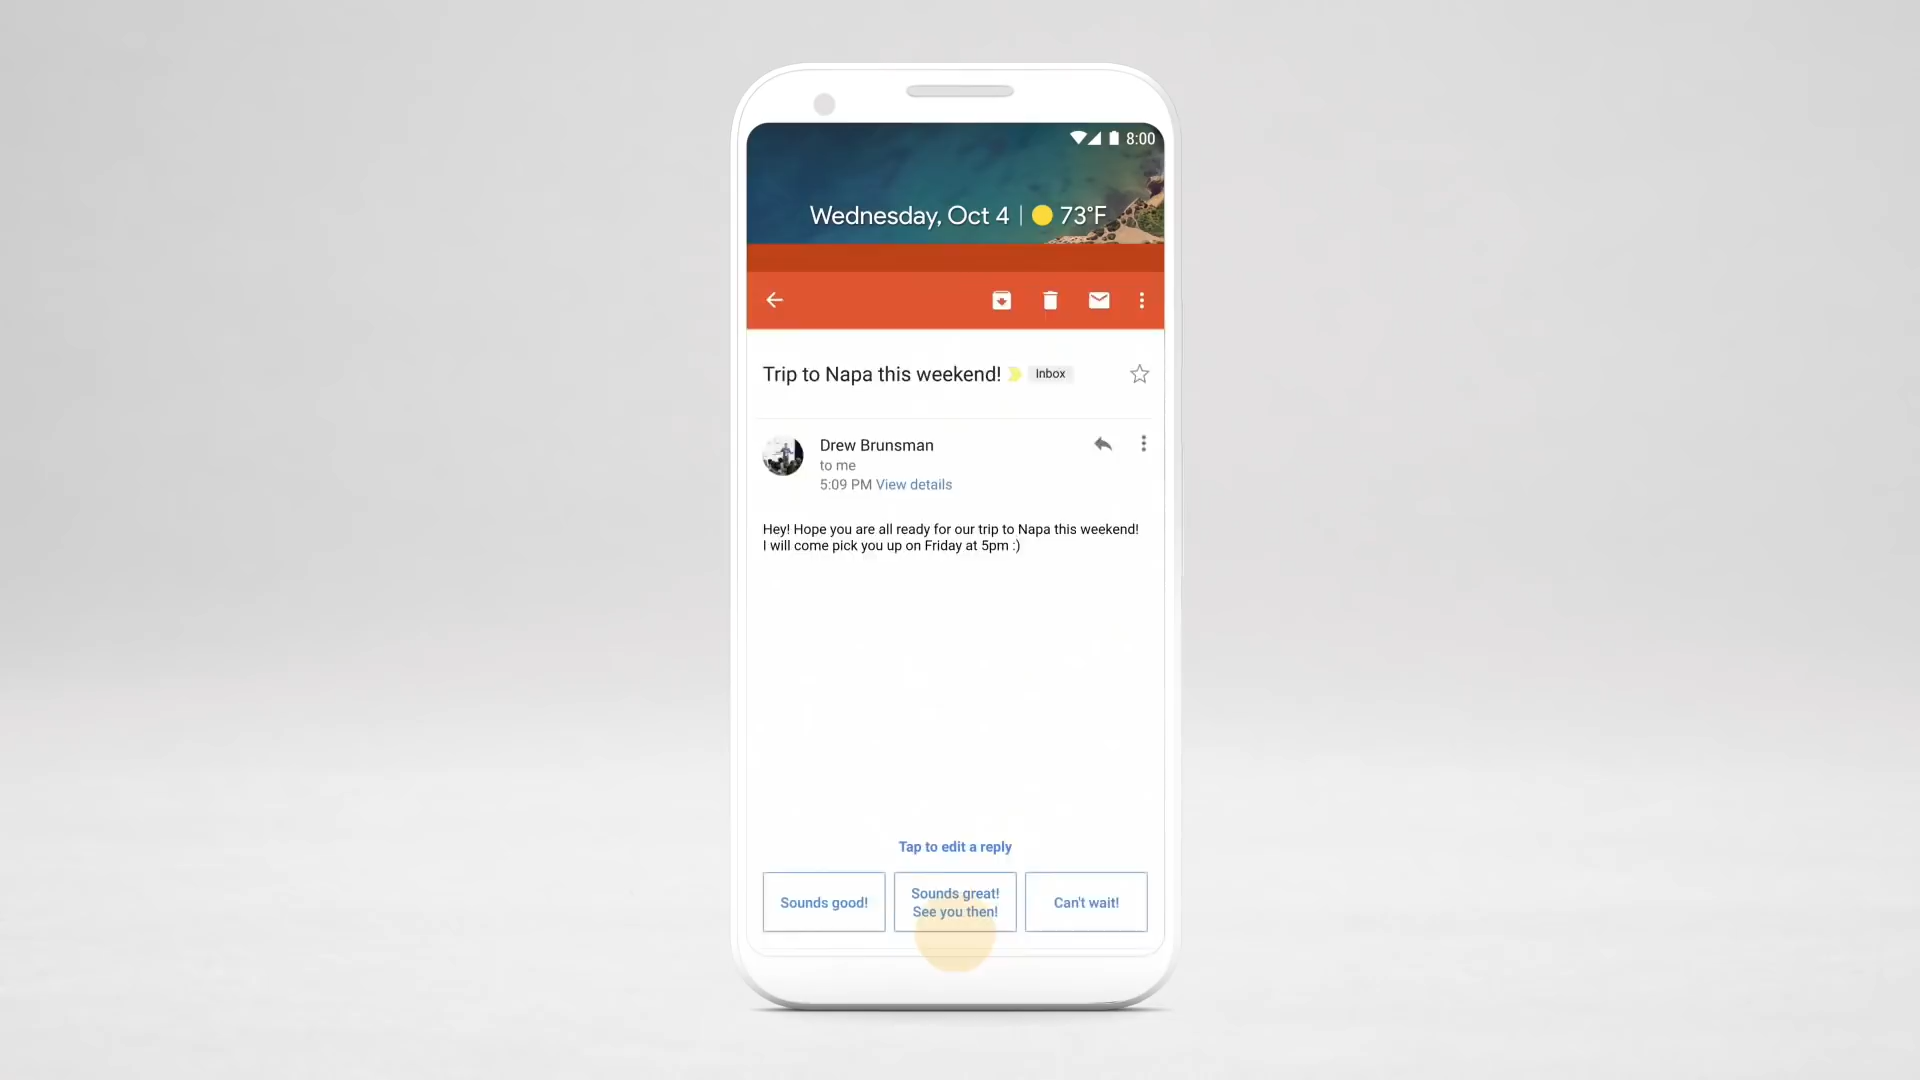 8:00
Wednesday, Oct 4 | 73°F
Trip to Napa this weekend! Inbox
Drew Brunsman
to me
5:09 PM View details
Hey! Hope you are all ready for our trip to Napa this weekend!
I will come pick you up on Friday at 5pm :)
Tap to edit a reply
Sounds good!
Sounds great!
See you then!
Can't wait!